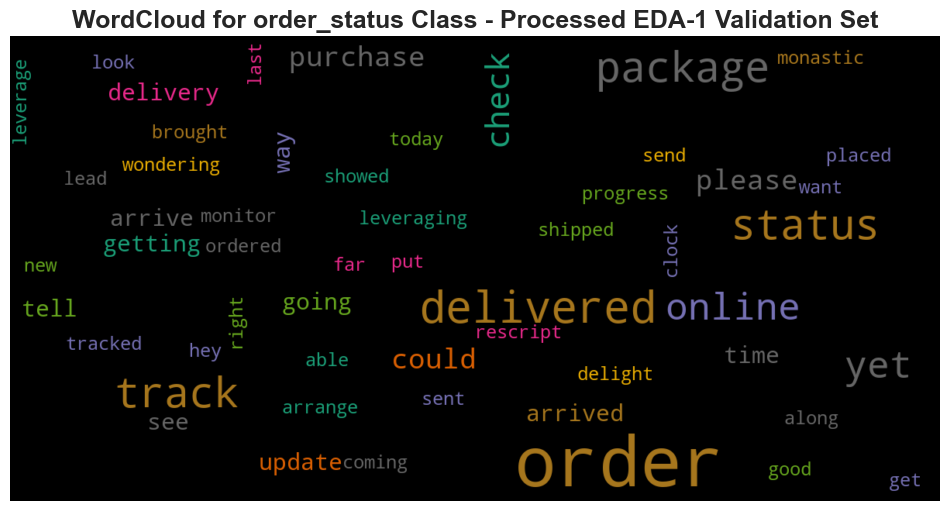 WordCloud for order_status Class - Processed EDA-1 Validation Set
leverage
look
last
purchase
check
package
monastic
delivery
brought
today
way
wondering
send
placed
lead
showed
progress
please
want
arrive
monitor
leveraging
shipped
status
getting
ordered
clock
new
far
put
tell
going
delivered
online
right
rescript
tracked
hey
able
could
time
yet
track
delight
arrange
sent
arrived
along
see
order
update
coming
good
get